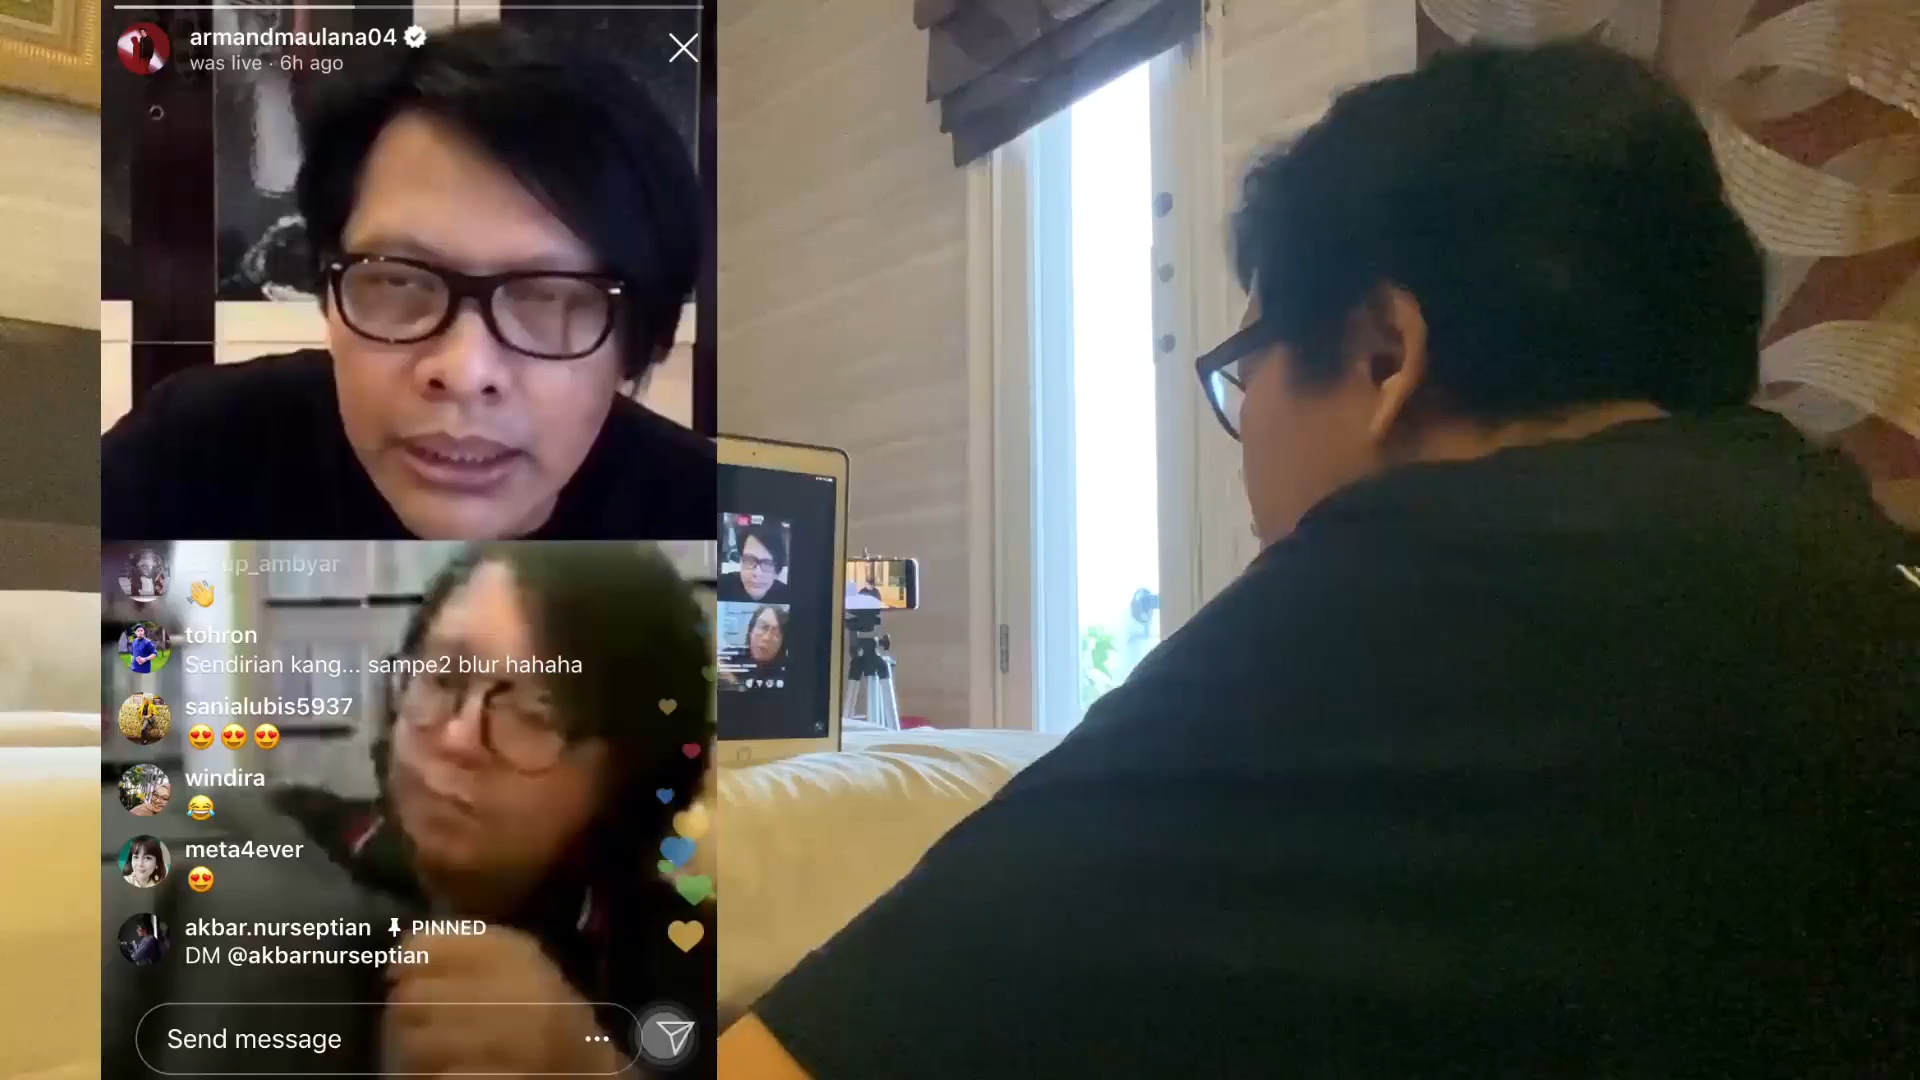 armandmaulana04
was live · 6h ago
up_ambyar
tohron
Sendirian kang... sampe2 blur hahaha
sanialubis5937
windira
meta4ever
akbar.nurseptian PINNED
DM @akbarnurseptian
Send message